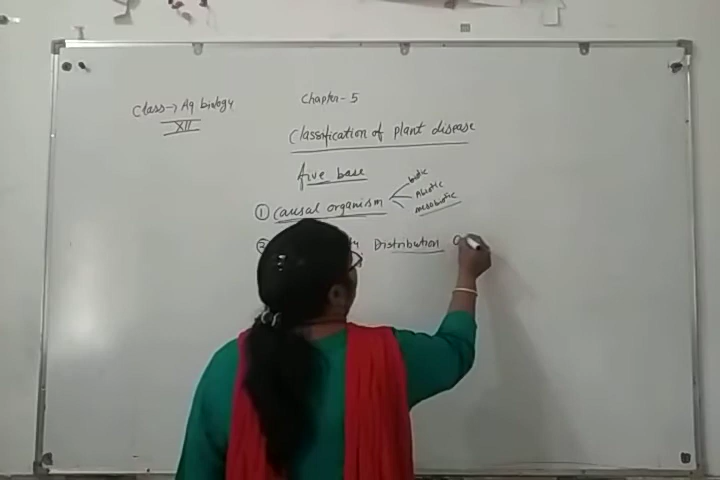 Class → Ag biology
XII
Chapter - 5
Classification of plant disease
five base
① Causal organism
biotic
Abiotic
mesobiotic
② Distribution